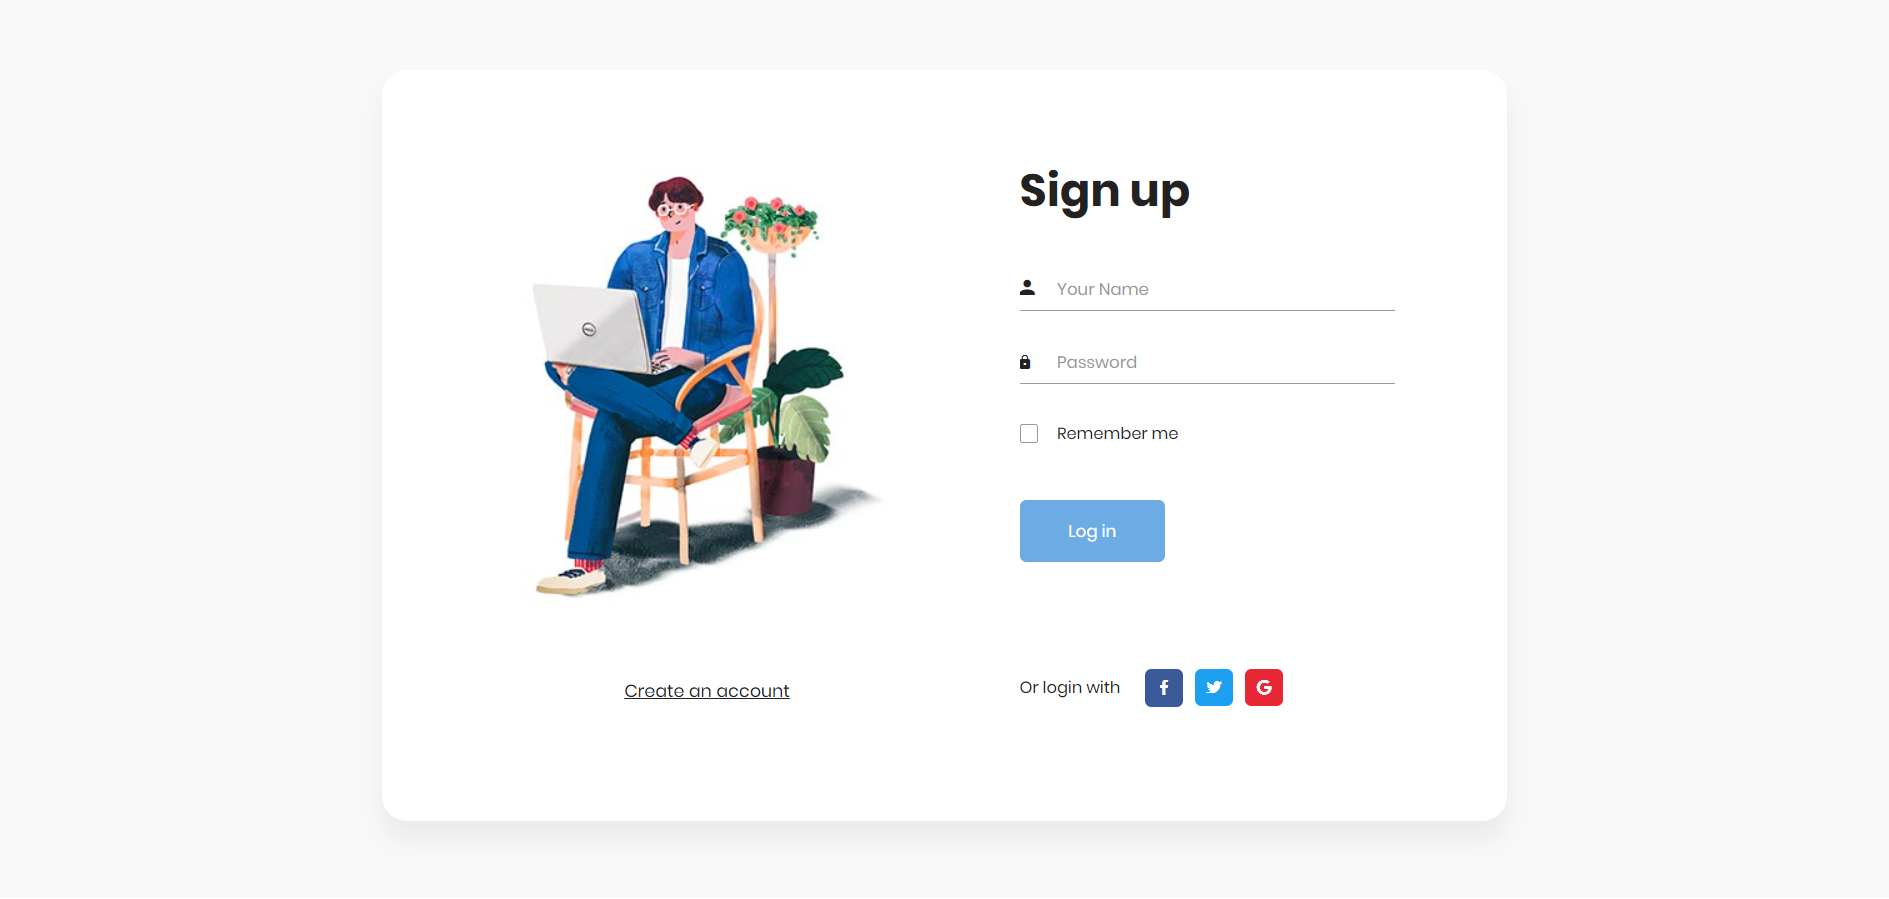 Sign up
Your Name
Password
Remember me
Log in
Create an account
Or login with